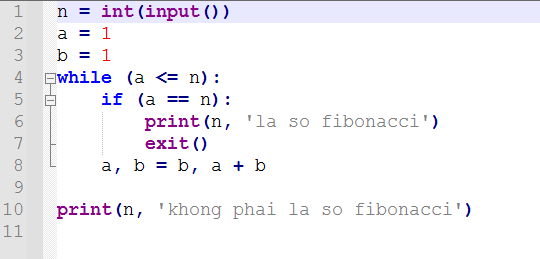 1 n = int(input())
2 a = 1
3 b = 1
4 while (a <= n):
5     if (a == n):
6         print(n, 'la so fibonacci')
7         exit()
8     a, b = b, a + b
9
10 print(n, 'khong phai la so fibonacci')
11